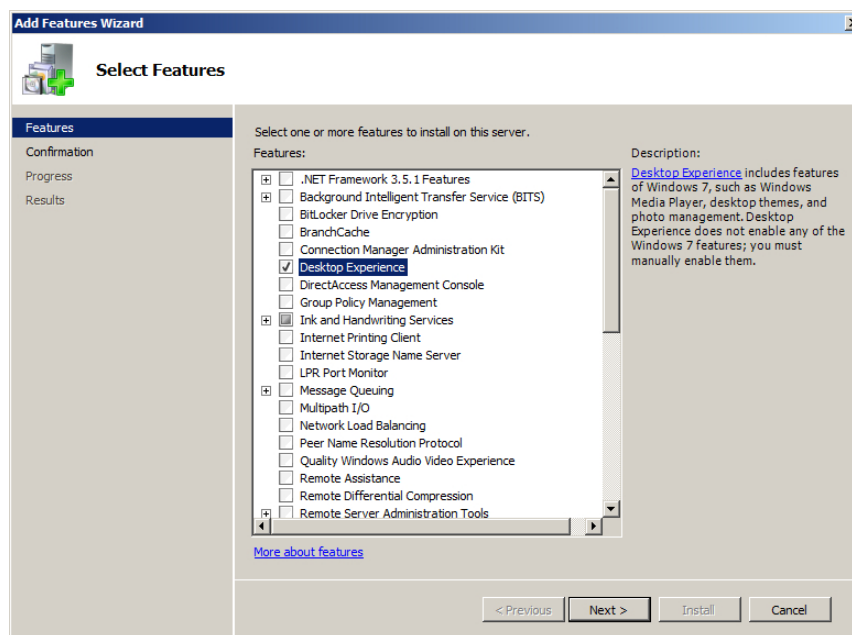 Add Features Wizard
Select Features
Features
Confirmation
Progress
Results
Select one or more features to install on this server.
Features:
.NET Framework 3.5.1 Features
Background Intelligent Transfer Service (BITS)
BitLocker Drive Encryption
BranchCache
Connection Manager Administration Kit
Desktop Experience
DirectAccess Management Console
Group Policy Management
Ink and Handwriting Services
Internet Printing Client
Internet Storage Name Server
LPR Port Monitor
Message Queuing
Multipath I/O
Network Load Balancing
Peer Name Resolution Protocol
Quality Windows Audio Video Experience
Remote Assistance
Remote Differential Compression
Remote Server Administration Tools
More about features
Description:
Desktop Experience includes features
of Windows 7, such as Windows
Media Player, desktop themes, and
photo management. Desktop
Experience does not enable any of the
Windows 7 features; you must
manually enable them.
< Previous
Next >
Install
Cancel